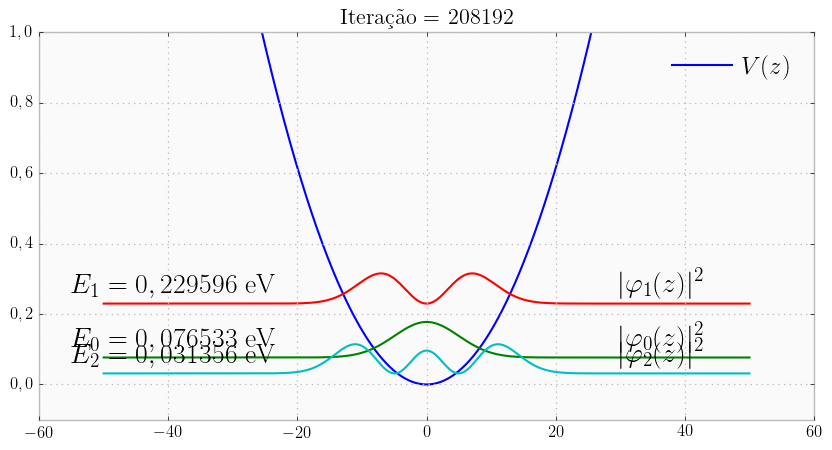 Iteração = 208192
1,0
0,8
0,6
0,4
0,2
0,0
V(z)
E₁ = 0,229596 eV
|φ₁(z)|²
E₀ = 0,076533 eV
|φ₀(z)|²
E₂ = 0,031356 eV
|φ₂(z)|²
−60 −40 −20 0 20 40 60